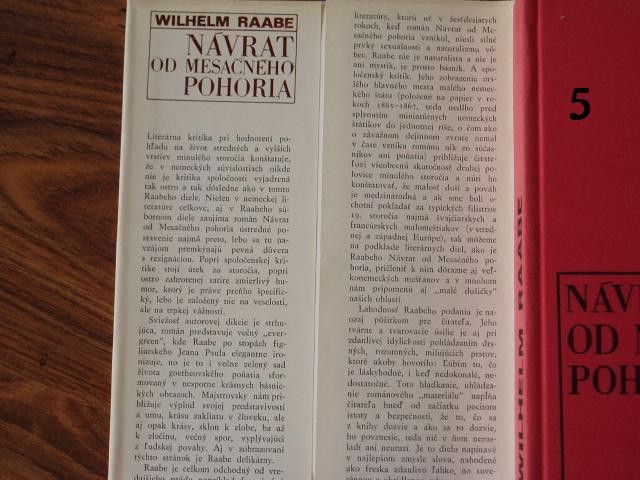 WILHELM RAABE
NÁVRAT
OD MESAČNÉHO
POHORIA
Literárna kritika pri hodnotení po-
hľadu na život stredných a vyšších
vrstiev minulého storočia konštatuje,
že v nemeckých súvislostiach nikde
nie je kritika spoločnosti vyjadrená
tak ostro a tak dôsledne ako v tomto
Raabeho diele. Nielen v nemeckej li-
teratúre celkove, aj v Raabeho sú-
bornom diele zaujíma román Návrat
od Mesačného pohoria ústredné po-
stavenie najmä preto, lebo sa tu na-
vzájom premkýnajú pevná dôvera
s rezignáciou. Popri spoločenskej kri-
tike stojí útek zo storočia, popri
ostro zahrotenej satire zmierlivý hu-
mor, ktorý je práve preňho špecific-
ký, lebo je založený nie na veselosti,
ale na trpkej vážnosti.
Sviežosť autorovej dikcie je strhu-
júca, román predstavuje večný „ever-
green", kde Raabe po stopách fig-
liarskeho Jeana Paula elegantne iro-
nizuje, no je to i večne zelený sad
života goetheovského poňatia sfor-
movaný v nesporne krásnych básnic-
kých obrazoch. Majstrovsky nám pri-
bližuje výplod svojej predstavivosti
a umu, krásu zakliatu v človeku, ale
aj opak krásy, sklon k zlobe, ba až
k zločinu, večný spor, vyplývajúci
z ľudskej povahy. Aj v zobrazovaní
týchto stránok je Raabe delikátny.
Raabe je celkom odchodný od vte-
literatúry, ktorú už v šesťdesiatych
rokoch, keď román Návrat od Me-
sačného pohoria vznikol, niesli silné
prvky sexuálnosti a naturalizmu vô-
bec. Raabe nie je naturalista a nie je
ani mystik, je prosto básnik. A spo-
ločenský kritik. Jeho zobrazenie ma-
lého hlavného mesta malého nemec-
kého štátu (položené na papier v ro-
koch 1865–1867, teda nedlho pred
splynutím miniatúrnych nemeckých
štátikov do jednotnej ríše, o čom ako
o závažnom dejinnom zvrate nemal
v čase vzniku románu nik zo súčas-
níkov ani poňatia) približuje čitate-
ľovi všeobecnú skutočnosť druhej po-
lovice minulého storočia a núti ho
konštatovať, že malosť duší a pováh
je medzinárodná a ak sme boli o-
chotní pokladať za typických filistrov
19. storočia najmä švajčiarskych a
francúzskych malomeštiakov (v stred-
nej a západnej Európe), tak môžeme
na podklade literárnych diel, ako je
Raabeho Návrat od Mesačného po-
horia, pričleniť k nim dôrazne aj veľ-
konemeckých mešťanov a v mnohom
nám pripomenú aj „malé dušičky"
našich oblastí.
Lahodnosť Raabeho podania je na-
ozaj pôžitkom pre čitateľa. Jeho
tvárne a tvarovacie úsilie je aj pri
zdanlivej idylickosti pohládzaním dr-
sných, rozumných, milujúcich prstov,
ktoré akoby hovorilo: Ľúbim to, čo
je láskyhodné, i keď nedokonalé, ne-
dostatočné. Toto hladkanie, uhládza-
nie románového „materiálu" napĺňa
čitateľa hneď od začiatku pocitom
istoty a bezpečnosti, že to, čo sa
z knihy dozvie a ako sa to dozvie,
ho povznesie, teda nič v ňom nerоz-
ladí ani neurazí. Je to dielo napínavé
v najlepšom zmysle slova, nahodené
ako freska zdanlivo ľahko, no suve-
5
WILHELM RAABE
NÁV
OD
POH